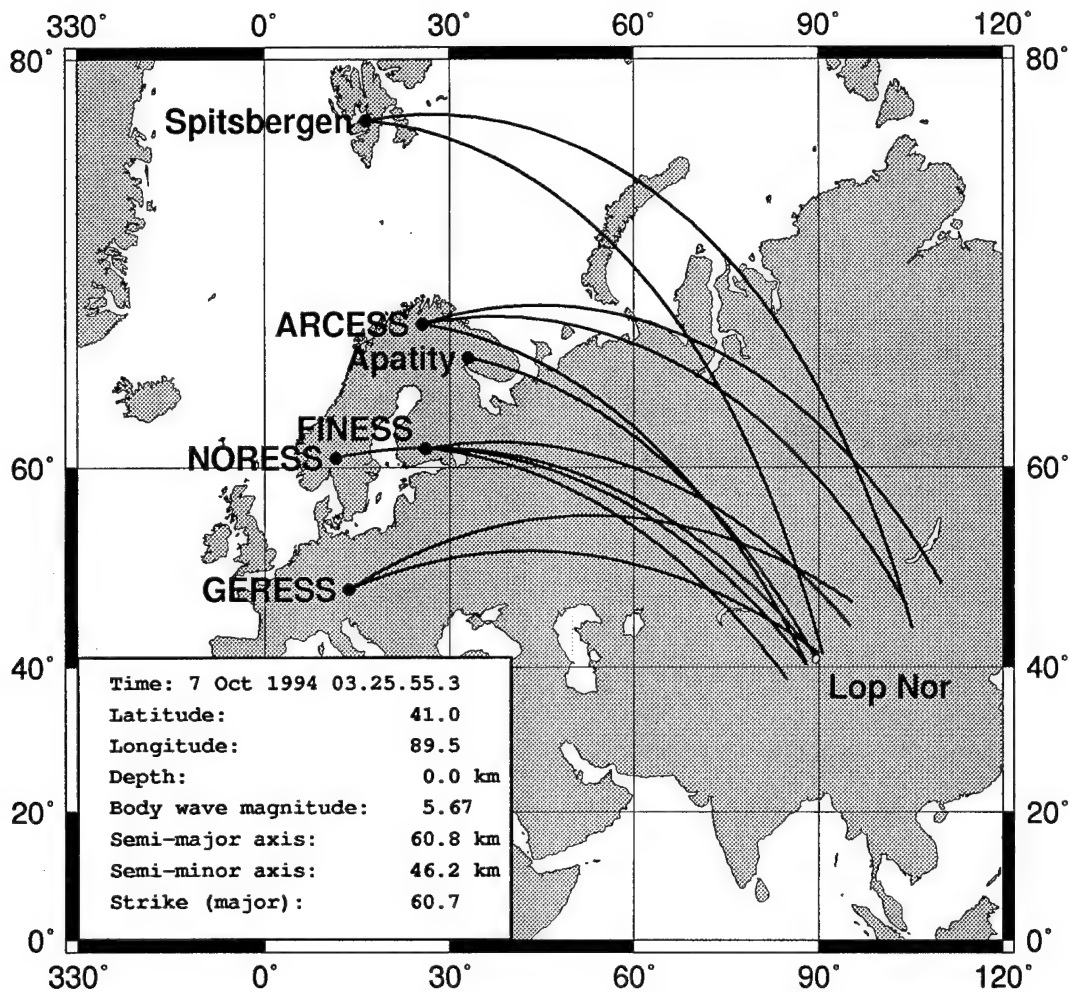 330° 0° 30° 60° 90° 120°
80° 80°
Spitsbergen
ARCESS
Apatity
FINESS
NORESS
60° 60°
GERESS
40° 40°
Lop Nor
Time: 7 Oct 1994 03.25.55.3
Latitude: 41.0
Longitude: 89.5
Depth: 0.0 km
Body wave magnitude: 5.67
Semi-major axis: 60.8 km
Semi-minor axis: 46.2 km
Strike (major): 60.7
20° 20°
0° 0°
330° 0° 30° 60° 90° 120°